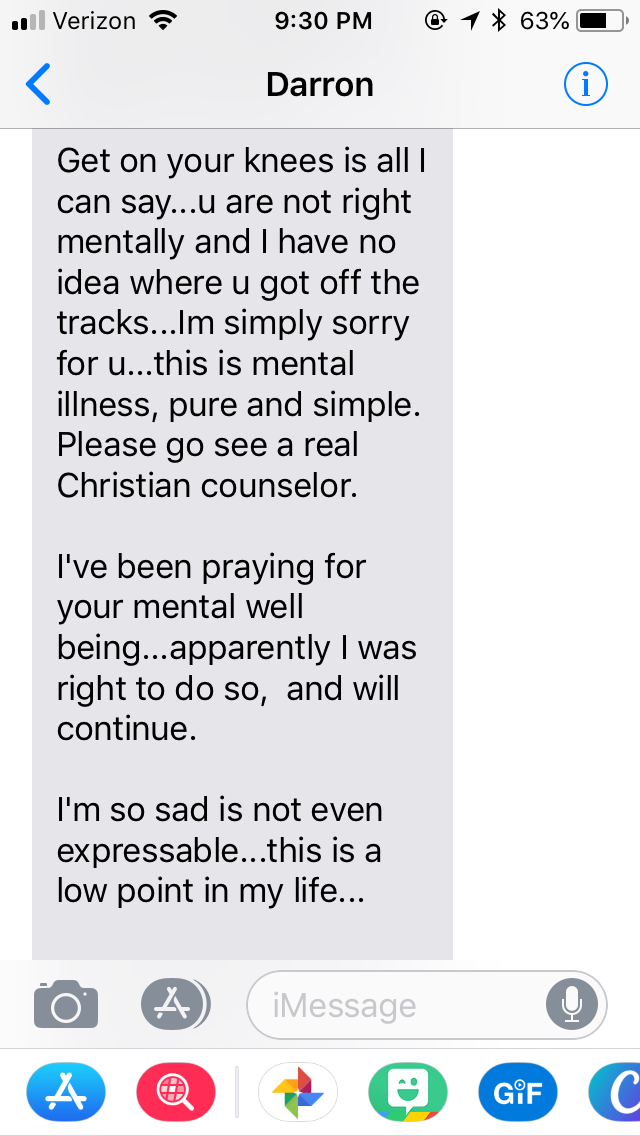 Verizon 9:30 PM 63%
Darron
Get on your knees is all I
can say...u are not right
mentally and I have no
idea where u got off the
tracks...Im simply sorry
for u...this is mental
illness, pure and simple.
Please go see a real
Christian counselor.
I've been praying for
your mental well
being...apparently I was
right to do so,  and will
continue.
I'm so sad is not even
expressable...this is a
low point in my life...
iMessage
GIF